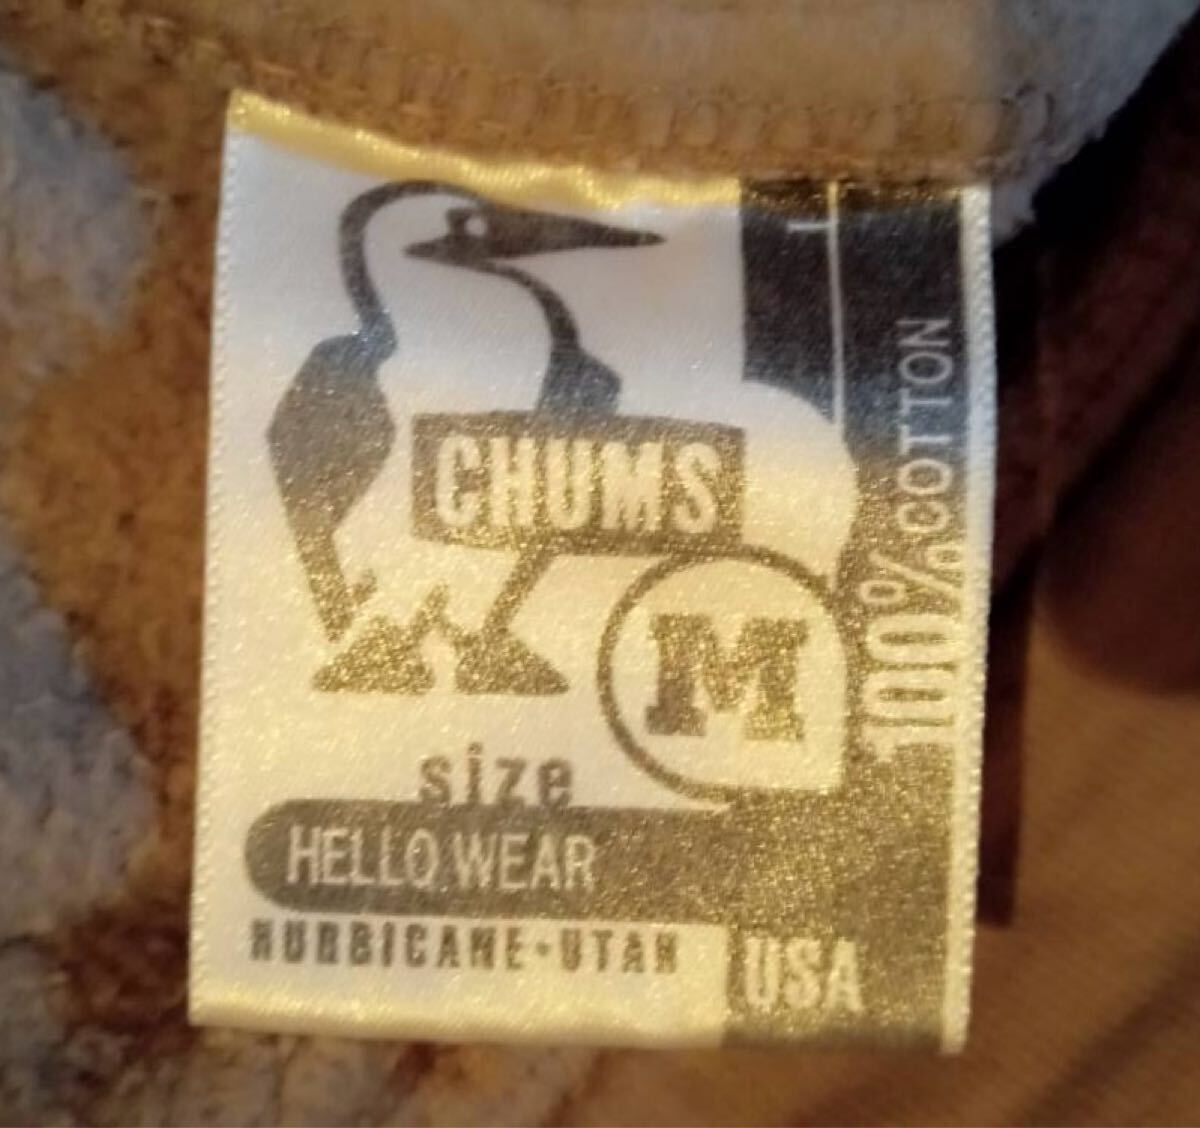 CHUMS
M
size
HELLO WEAR
HURRICANE-UTAH
USA
100% COTTON